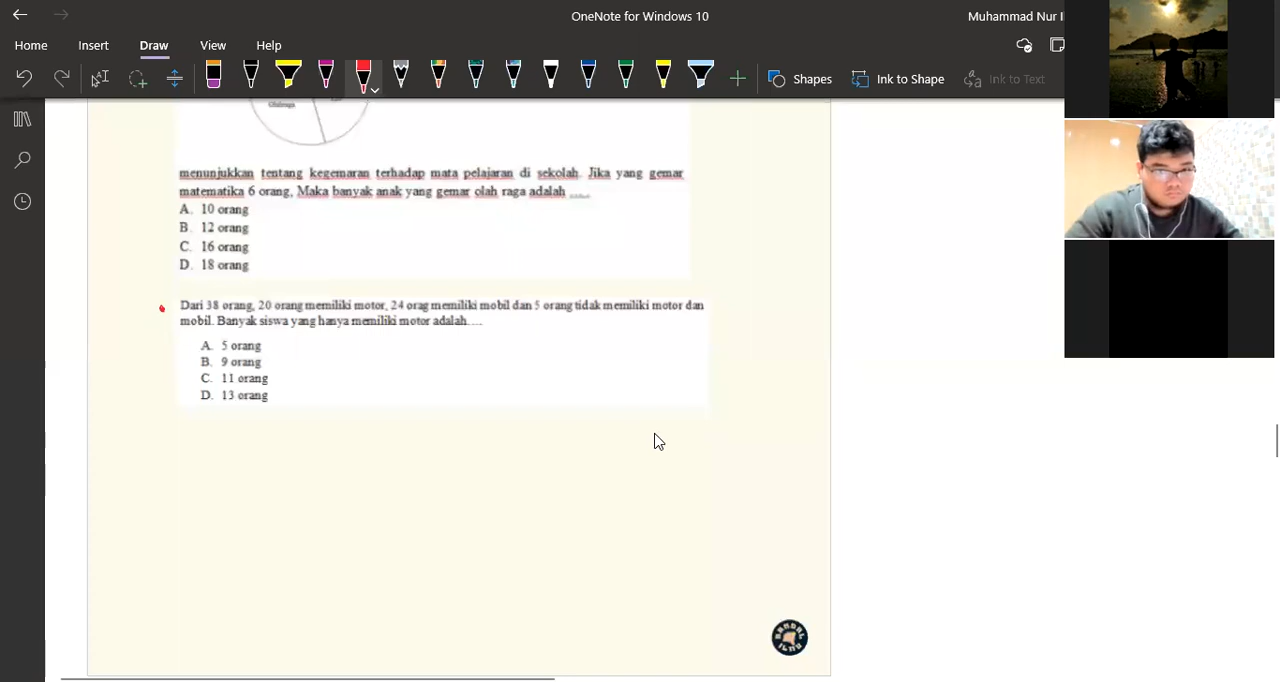 OneNote for Windows 10
Muhammad Nur I
Home Insert Draw View Help
Shapes Ink to Shape Ink to Text
Olahraga
menunjukkan tentang kegemaran terhadap mata pelajaran di sekolah. Jika yang gemar
matematika 6 orang, Maka banyak anak yang gemar olah raga adalah .....
A. 10 orang
B. 12 orang
C. 16 orang
D. 18 orang
Dari 38 orang, 20 orang memiliki motor, 24 orag memiliki mobil dan 5 orang tidak memiliki motor dan
mobil. Banyak siswa yang hanya memiliki motor adalah....
A. 5 orang
B. 9 orang
C. 11 orang
D. 13 orang